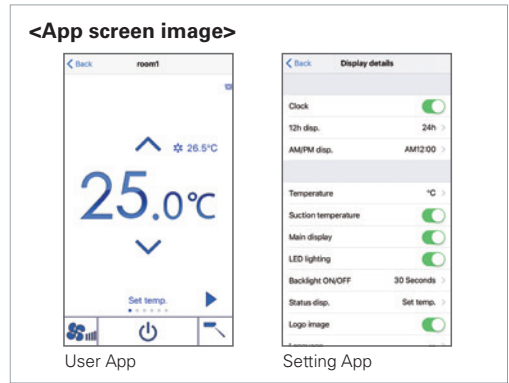 <App screen image>
Back room1
26.5°C
25.0°C
Set temp.
User App
Back Display details
Clock
12h disp. 24h
AM/PM disp. AM12:00
Temperature °C
Suction temperature
Main display
LED lighting
Backlight ON/OFF 30 Seconds
Status disp. Set temp.
Logo image
Setting App